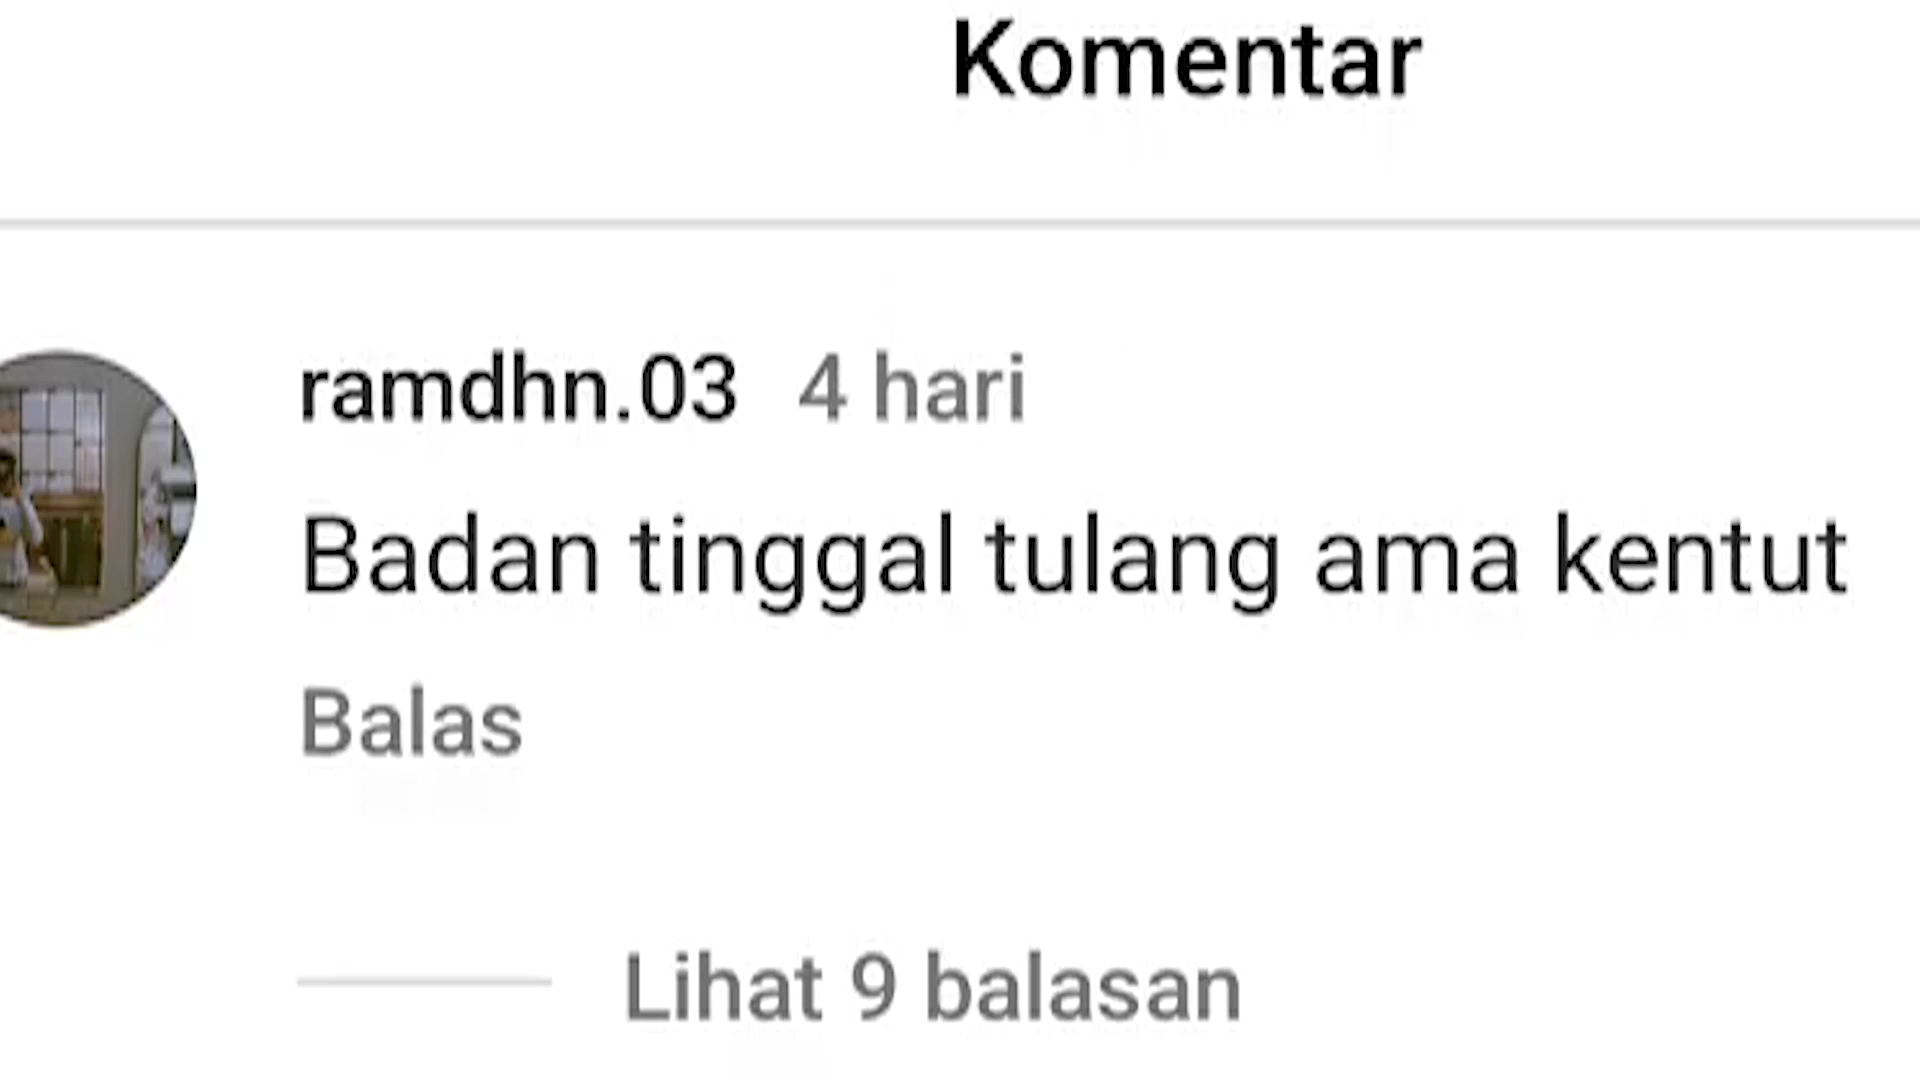 Komentar
ramdhn.03 4 hari
Badan tinggal tulang ama kentut
Balas
Lihat 9 balasan